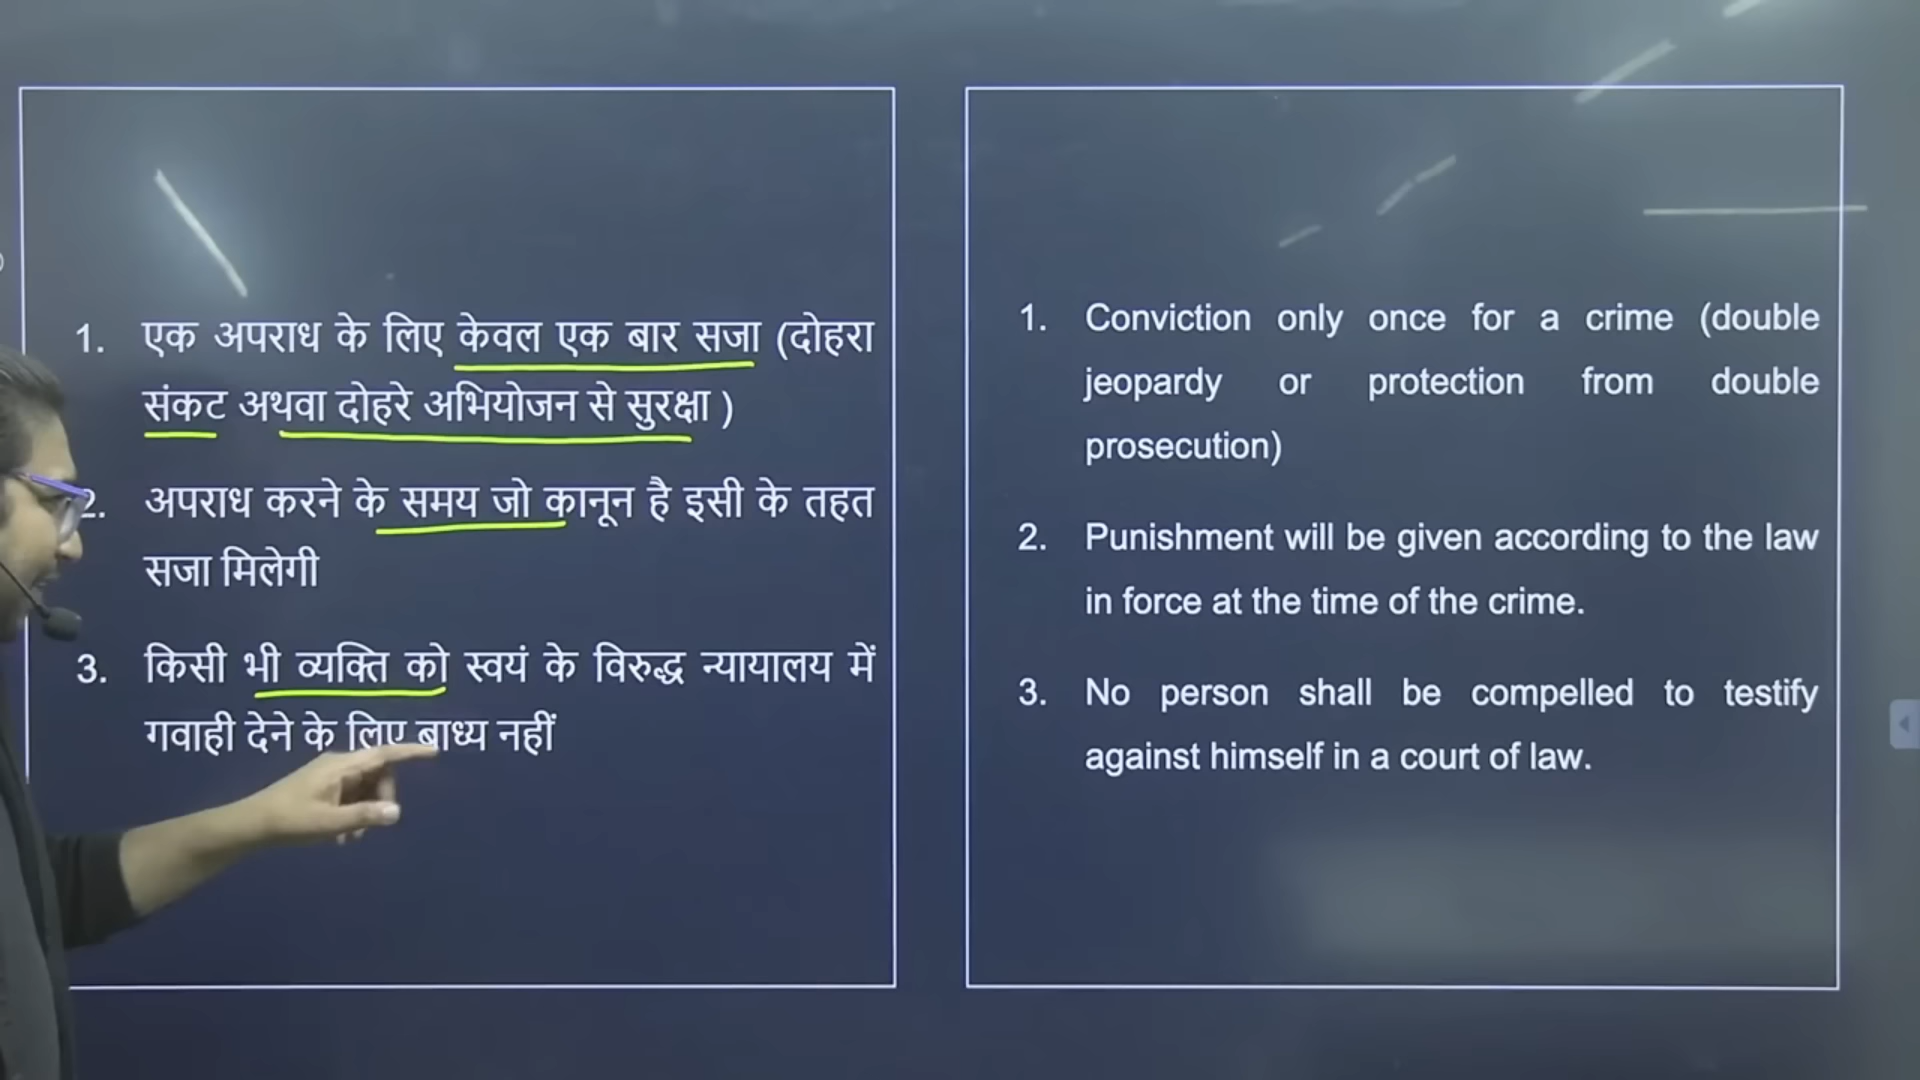 1. एक अपराध के लिए केवल एक बार सजा (दोहरा
संकट अथवा दोहरे अभियोजन से सुरक्षा )
2. अपराध करने के समय जो कानून है इसी के तहत
सजा मिलेगी
3. किसी भी व्यक्ति को स्वयं के विरुद्ध न्यायालय में
गवाही देने के लिए बाध्य नहीं
1. Conviction only once for a crime (double
jeopardy or protection from double
prosecution)
2. Punishment will be given according to the law
in force at the time of the crime.
3. No person shall be compelled to testify
against himself in a court of law.